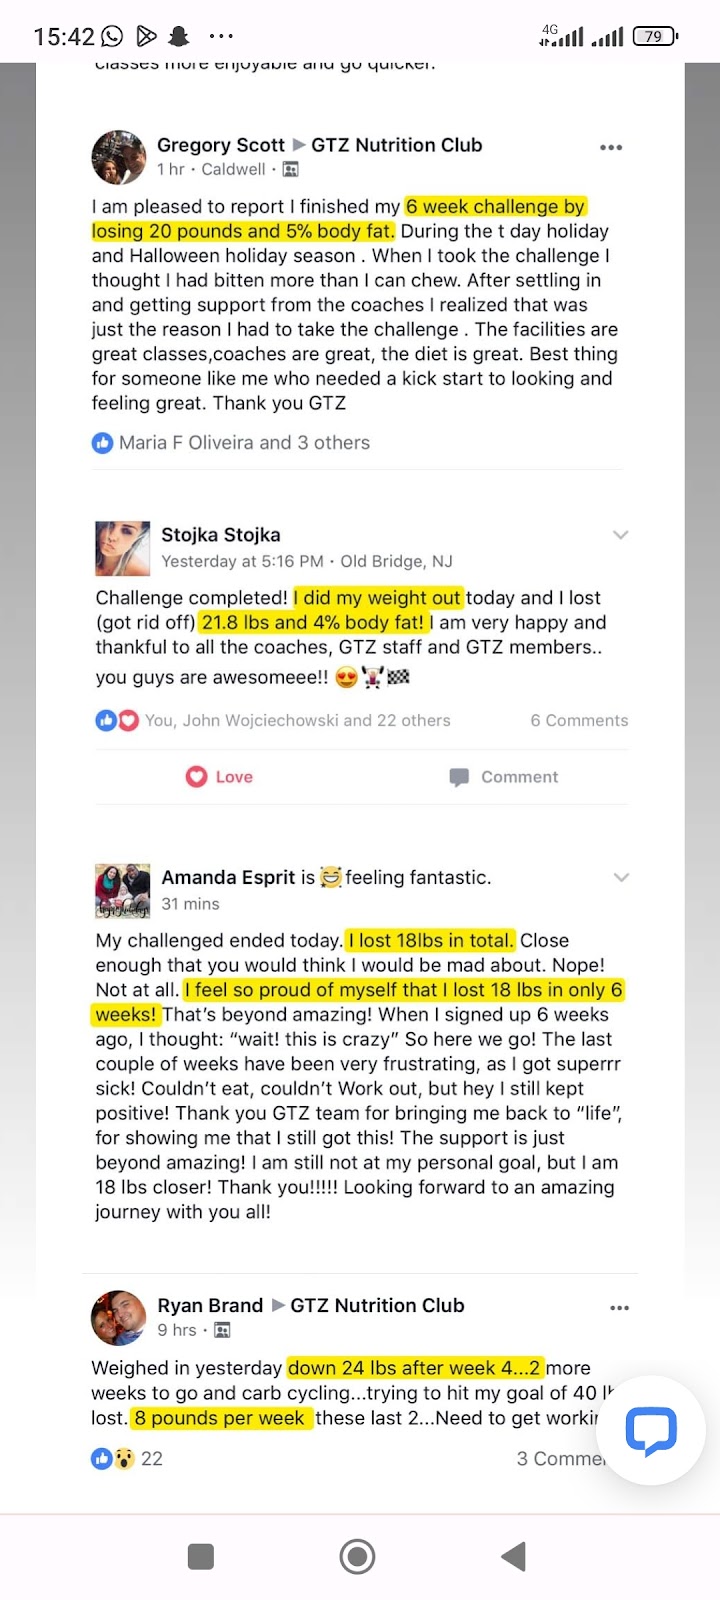 15:42
4G
79
classes more enjoyable and go quicker.
Gregory Scott ▶ GTZ Nutrition Club
1 hr · Caldwell ·
I am pleased to report I finished my 6 week challenge by
losing 20 pounds and 5% body fat. During the t day holiday
and Halloween holiday season . When I took the challenge I
thought I had bitten more than I can chew. After settling in
and getting support from the coaches I realized that was
just the reason I had to take the challenge . The facilities are
great classes,coaches are great, the diet is great. Best thing
for someone like me who needed a kick start to looking and
feeling great. Thank you GTZ
Maria F Oliveira and 3 others
Stojka Stojka
Yesterday at 5:16 PM · Old Bridge, NJ
Challenge completed! I did my weight out today and I lost
(got rid off) 21.8 lbs and 4% body fat! I am very happy and
thankful to all the coaches, GTZ staff and GTZ members..
you guys are awesomeee!! 😍🏋️🏁
You, John Wojciechowski and 22 others 6 Comments
Love Comment
Amanda Esprit is 😆 feeling fantastic.
31 mins
My challenged ended today. I lost 18lbs in total. Close
enough that you would think I would be mad about. Nope!
Not at all. I feel so proud of myself that I lost 18 lbs in only 6
weeks! That's beyond amazing! When I signed up 6 weeks
ago, I thought: “wait! this is crazy” So here we go! The last
couple of weeks have been very frustrating, as I got superrr
sick! Couldn't eat, couldn't Work out, but hey I still kept
positive! Thank you GTZ team for bringing me back to “life”,
for showing me that I still got this! The support is just
beyond amazing! I am still not at my personal goal, but I am
18 lbs closer! Thank you!!!!! Looking forward to an amazing
journey with you all!
Ryan Brand ▶ GTZ Nutrition Club
9 hrs ·
Weighed in yesterday down 24 lbs after week 4...2 more
weeks to go and carb cycling...trying to hit my goal of 40
lost. 8 pounds per week these last 2...Need to get
22 3